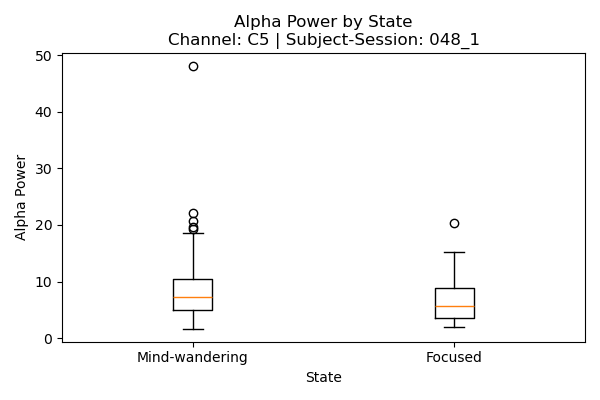 Alpha Power by State
Channel: C5 | Subject-Session: 048_1
50
40
30
20
10
0
Alpha Power
Mind-wandering
Focused
State